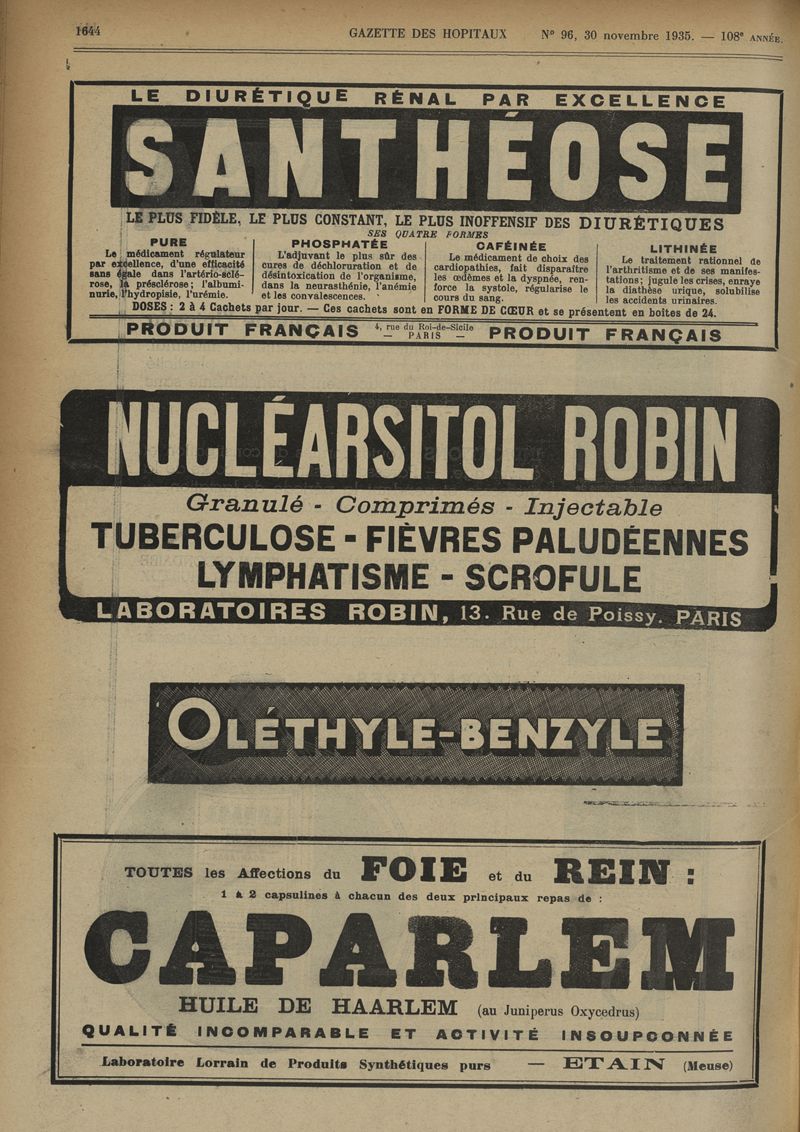 1644
GAZETTE DES HOPITAUX
N° 96, 30 novembre 1935. — 108e ANNÉE.
LE DIURÉTIQUE RÉNAL PAR EXCELLENCE
SANTHÉOSE
LE PLUS FIDÈLE, LE PLUS CONSTANT, LE PLUS INOFFENSIF DES DIURÉTIQUES
SES QUATRE FORMES
PURE
Le médicament régulateur
par excellence, d'une efficacité
sans égale dans l'artério-sclé-
rose, la présclérose; l'albumi-
nurie, l'hydropisie, l'urémie.
PHOSPHATÉE
L'adjuvant le plus sûr des
cures de déchloruration et de
désintoxication de l'organisme,
dans la neurasthénie, l'anémie
et les convalescences.
CAFÉINÉE
Le médicament de choix des
cardiopathies, fait disparaître
les œdèmes et la dyspnée, ren-
force la systole, régularise le
cours du sang.
LITHINÉE
Le traitement rationnel de
l'arthritisme et de ses manifes-
tations; jugule les crises, enraye
la diathèse urique, solubilise
les accidents urinaires.
DOSES : 2 à 4 Cachets par jour. — Ces cachets sont en FORME DE CŒUR et se présentent en boîtes de 24.
PRODUIT FRANÇAIS
4, rue du Roi-de-Sicile
— PARIS —
PRODUIT FRANÇAIS
NUCLÉARSITOL ROBIN
Granulé - Comprimés - Injectable
TUBERCULOSE - FIÈVRES PALUDÉENNES
LYMPHATISME - SCROFULE
LABORATOIRES ROBIN, 13. Rue de Poissy. PARIS
OLÉTHYLE-BENZYLE
TOUTES les Affections du FOIE et du REIN :
1 à 2 capsulines à chacun des deux principaux repas de :
CAPARLEM
HUILE DE HAARLEM (au Juniperus Oxycedrus)
QUALITÉ INCOMPARABLE ET ACTIVITÉ INSOUPCONNÉE
Laboratoire Lorrain de Produits Synthétiques purs — ETAIN (Meuse)